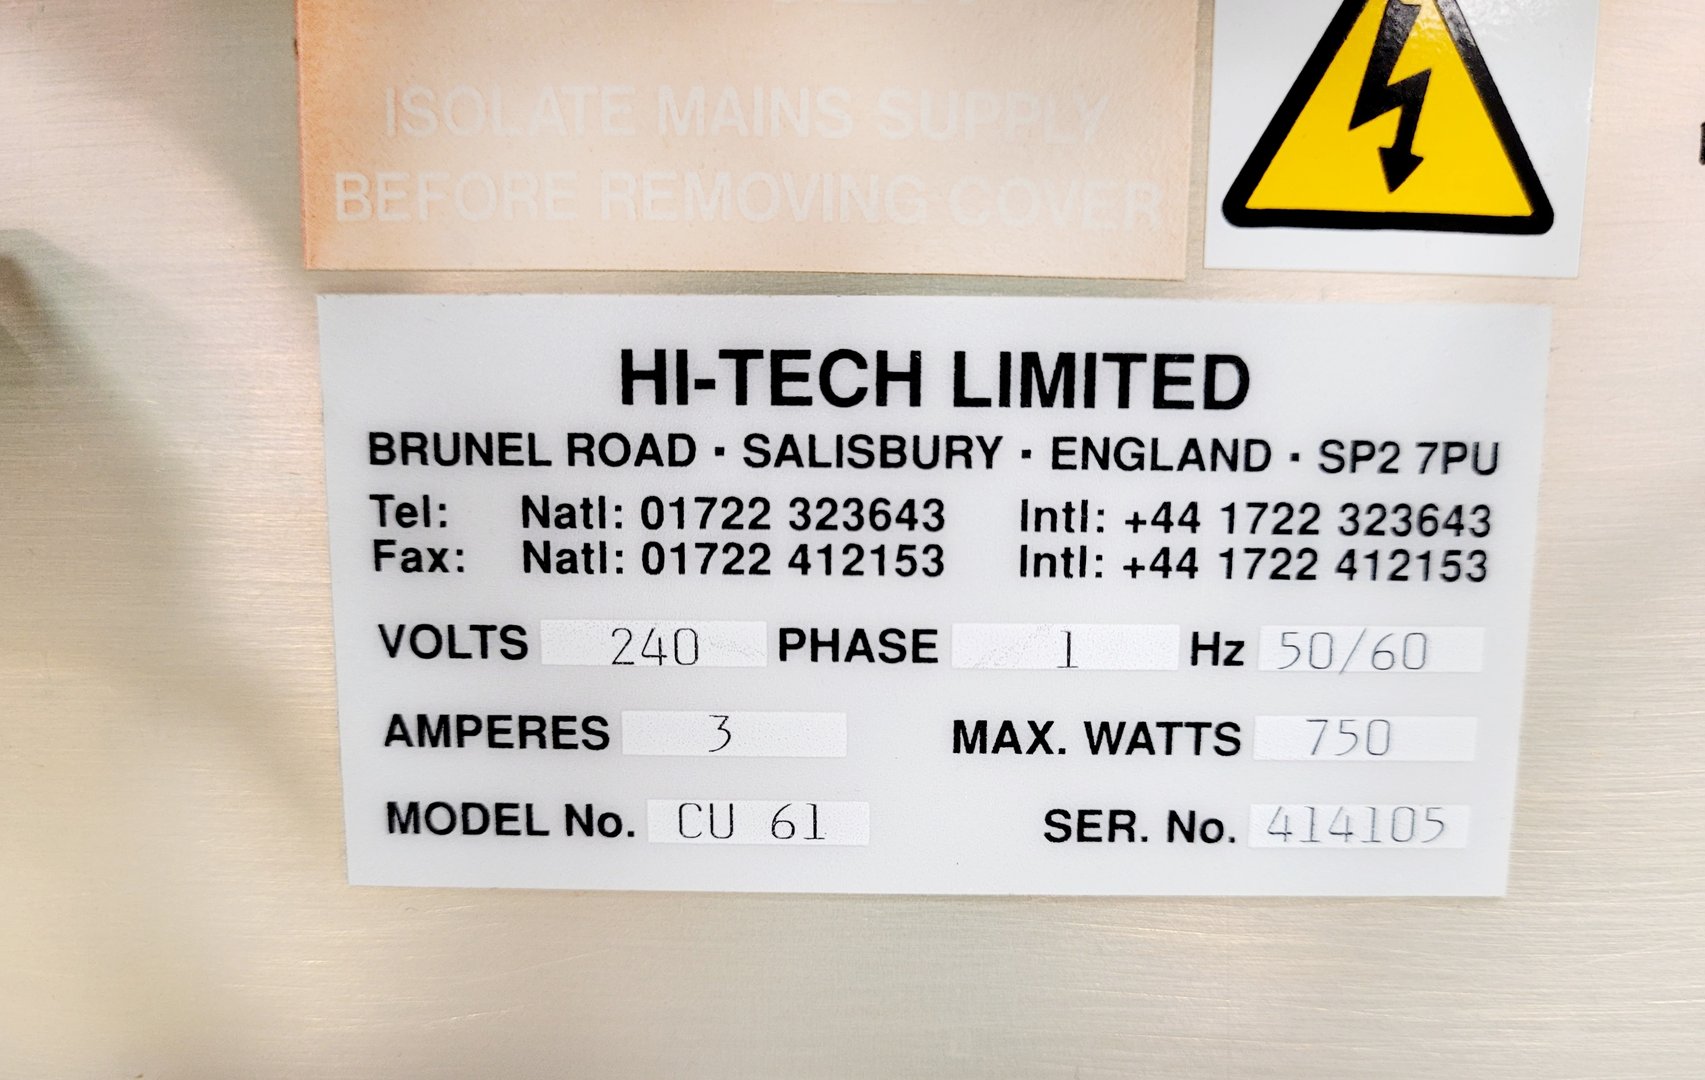 ISOLATE MAINS SUPPLY
BEFORE REMOVING COVER
HI-TECH LIMITED
BRUNEL ROAD · SALISBURY · ENGLAND · SP2 7PU
Tel: Natl: 01722 323643 Intl: +44 1722 323643
Fax: Natl: 01722 412153 Intl: +44 1722 412153
VOLTS 240 PHASE 1 Hz 50/60
AMPERES 3 MAX. WATTS 750
MODEL No. CU 61 SER. No. 414105